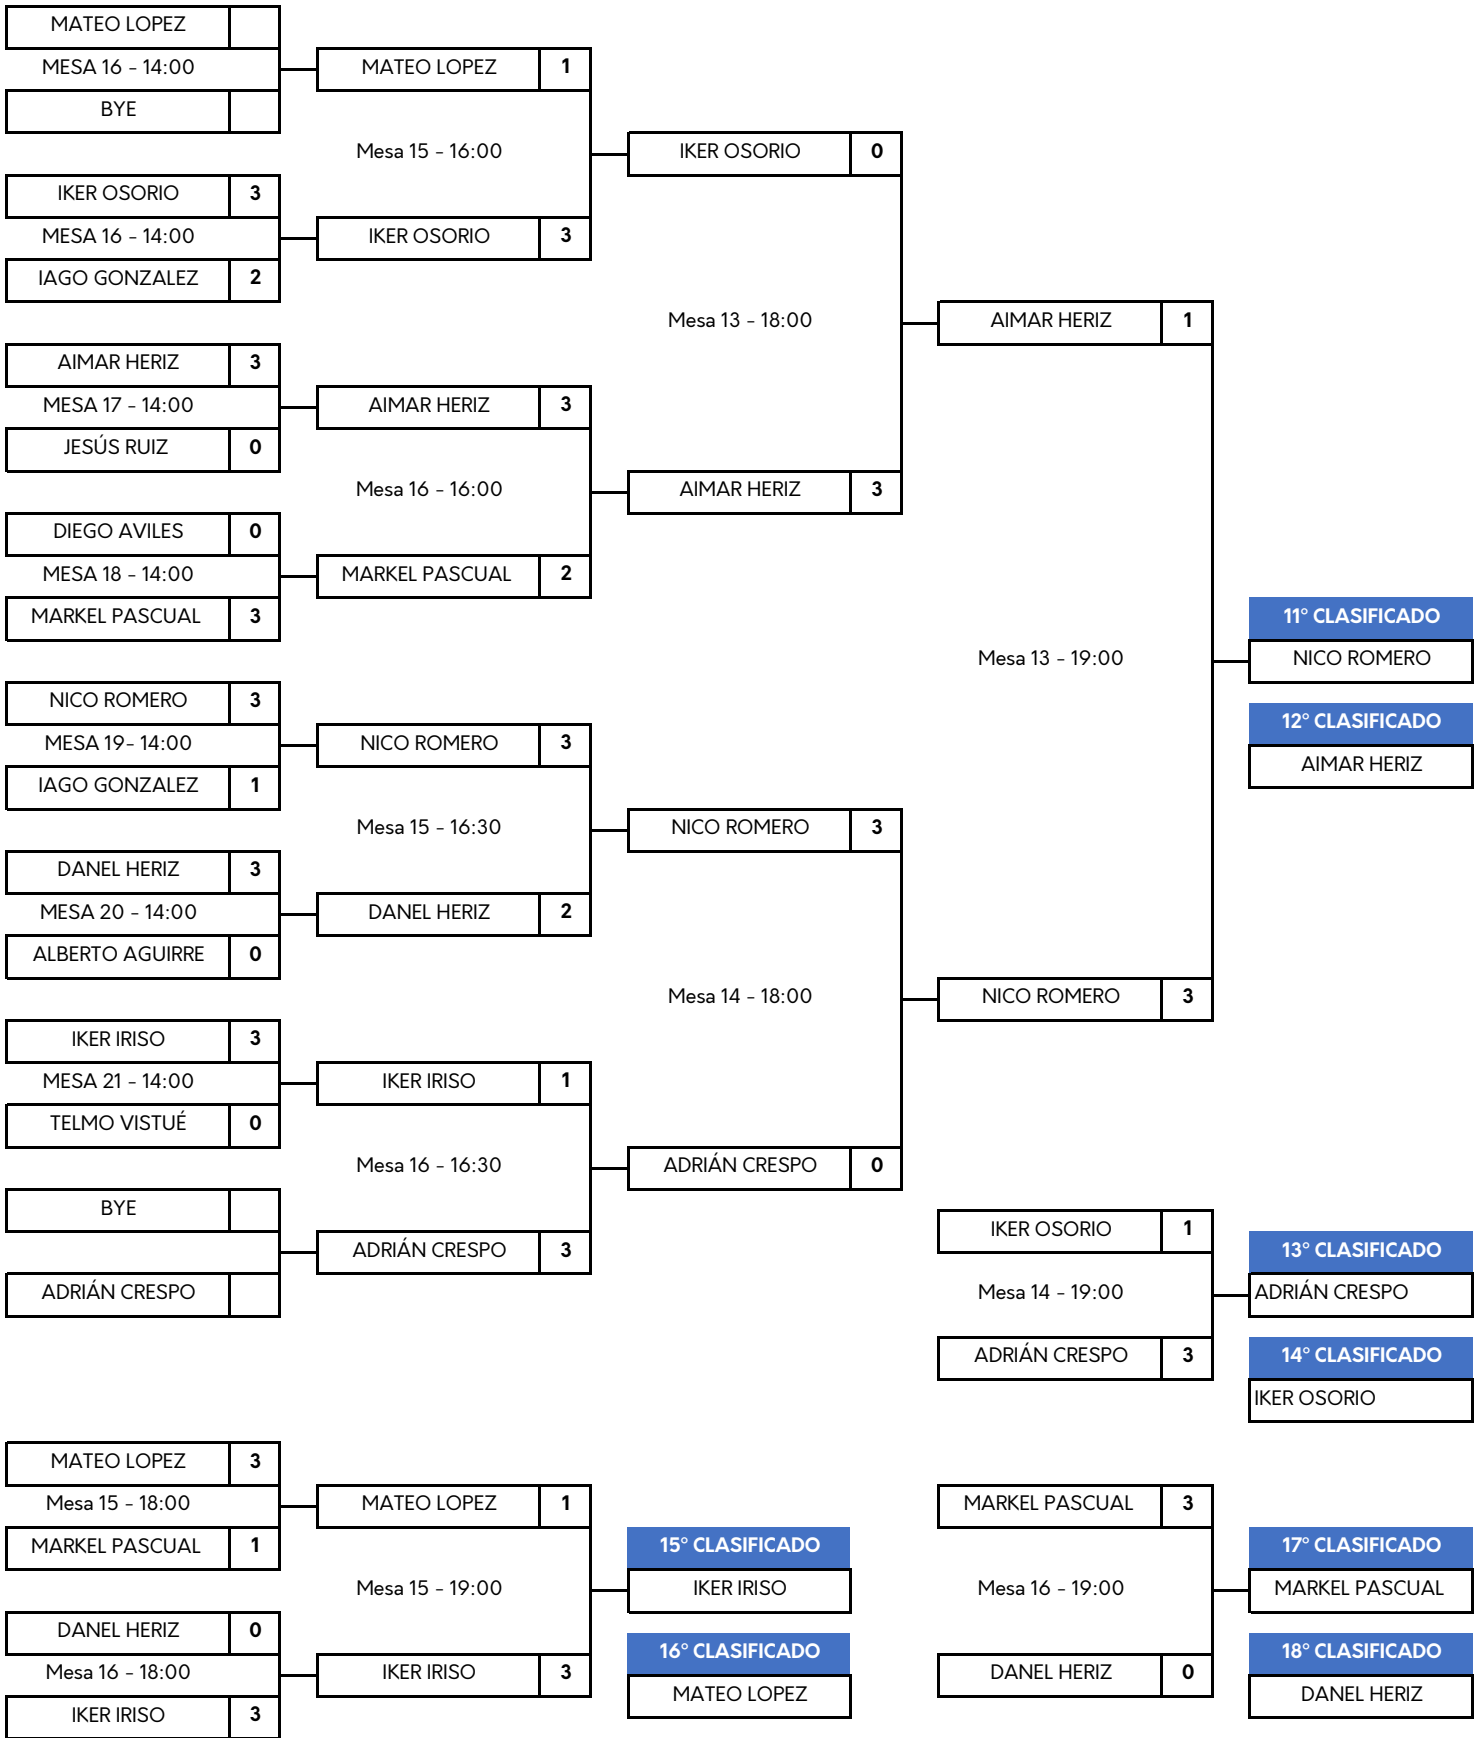 MATEO LOPEZ
MESA 16 - 14:00
BYE
IKER OSORIO 3
MESA 16 - 14:00
IAGO GONZALEZ 2
AIMAR HERIZ 3
MESA 17 - 14:00
JESÚS RUIZ 0
DIEGO AVILES 0
MESA 18 - 14:00
MARKEL PASCUAL 3
NICO ROMERO 3
MESA 19- 14:00
IAGO GONZALEZ 1
DANEL HERIZ 3
MESA 20 - 14:00
ALBERTO AGUIRRE 0
IKER IRISO 3
MESA 21 - 14:00
TELMO VISTUÉ 0
BYE
ADRIÁN CRESPO
MATEO LOPEZ 1
Mesa 15 - 16:00
IKER OSORIO 3
AIMAR HERIZ 3
Mesa 16 - 16:00
MARKEL PASCUAL 2
NICO ROMERO 3
Mesa 15 - 16:30
DANEL HERIZ 2
IKER IRISO 1
Mesa 16 - 16:30
ADRIÁN CRESPO 3
IKER OSORIO 0
Mesa 13 - 18:00
AIMAR HERIZ 3
NICO ROMERO 3
Mesa 14 - 18:00
ADRIÁN CRESPO 0
AIMAR HERIZ 1
Mesa 13 - 19:00
NICO ROMERO 3
11º CLASIFICADO
NICO ROMERO
12º CLASIFICADO
AIMAR HERIZ
IKER OSORIO 1
Mesa 14 - 19:00
ADRIÁN CRESPO 3
13º CLASIFICADO
ADRIÁN CRESPO
14º CLASIFICADO
IKER OSORIO
MATEO LOPEZ 3
Mesa 15 - 18:00
MARKEL PASCUAL 1
DANEL HERIZ 0
Mesa 16 - 18:00
IKER IRISO 3
MATEO LOPEZ 1
Mesa 15 - 19:00
IKER IRISO 3
15º CLASIFICADO
IKER IRISO
16º CLASIFICADO
MATEO LOPEZ
MARKEL PASCUAL 3
Mesa 16 - 19:00
DANEL HERIZ 0
17º CLASIFICADO
MARKEL PASCUAL
18º CLASIFICADO
DANEL HERIZ